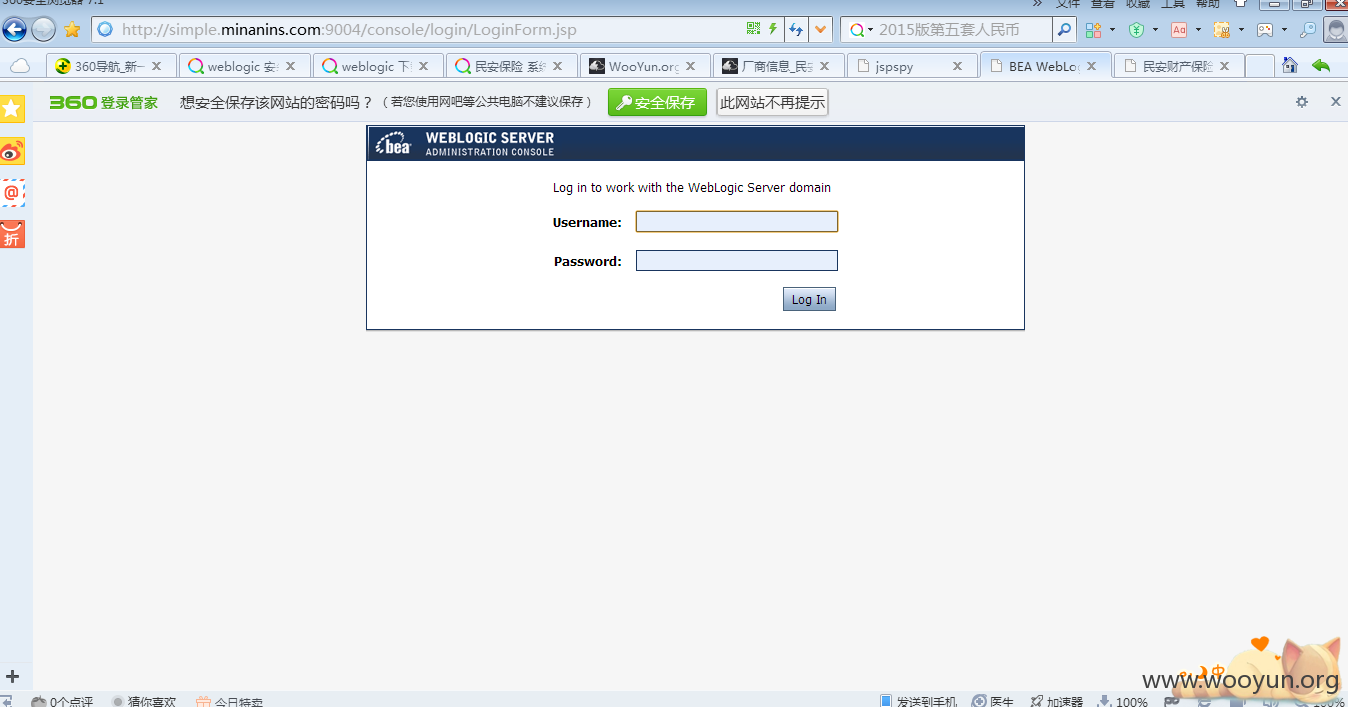 360安全浏览器 7.1
» 文件 查看 收藏 工具 帮助
http://simple.minanins.com:9004/console/login/LoginForm.jsp
2015版第五套人民币
360导航_新一
weblogic 安
weblogic 下
民安保险 系
WooYun.org
厂商信息_民
jspspy
BEA WebLo
民安财产保险
360 登录管家 想安全保存该网站的密码吗？（若您使用网吧等公共电脑不建议保存） 安全保存 此网站不再提示
bea WEBLOGIC SERVER
ADMINISTRATION CONSOLE
Log in to work with the WebLogic Server domain
Username:
Password:
Log In
折
中
www.wooyun.org
0个点评 猜你喜欢 今日特卖 发送到手机 医生 加速器 100% 100%